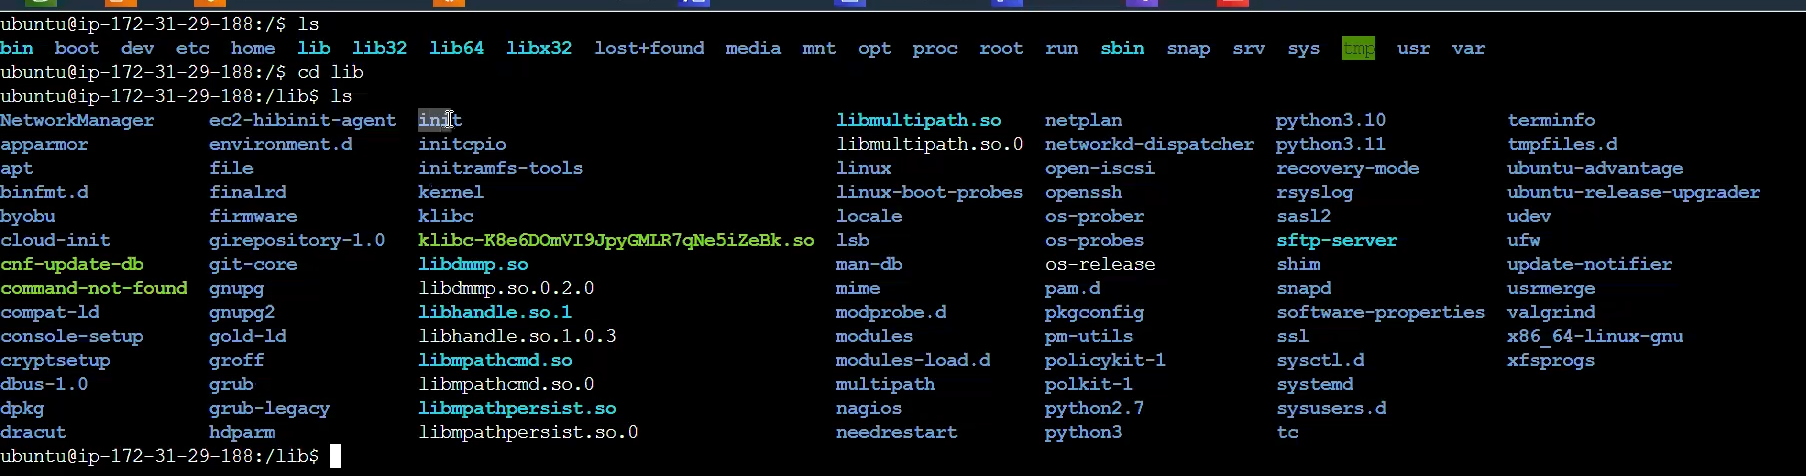 ubuntu@ip-172-31-29-188:/$ ls
bin boot dev etc home lib lib32 lib64 libx32 lost+found media mnt opt proc root run sbin snap srv sys tmp usr var
ubuntu@ip-172-31-29-188:/$ cd lib
ubuntu@ip-172-31-29-188:/lib$ ls
NetworkManager ec2-hibinit-agent init libmultipath.so netplan python3.10 terminfo
apparmor environment.d initcpio libmultipath.so.0 networkd-dispatcher python3.11 tmpfiles.d
apt file initramfs-tools linux open-iscsi recovery-mode ubuntu-advantage
binfmt.d finalrd kernel linux-boot-probes openssh rsyslog ubuntu-release-upgrader
byobu firmware klibc locale os-prober sasl2 udev
cloud-init girepository-1.0 klibc-K8e6DOmVI9JpyGMLR7qNe5iZeBk.so lsb os-probes sftp-server ufw
cnf-update-db git-core libdmmp.so man-db os-release shim update-notifier
command-not-found gnupg libdmmp.so.0.2.0 mime pam.d snapd usrmerge
compat-ld gnupg2 libhandle.so.1 modprobe.d pkgconfig software-properties valgrind
console-setup gold-ld libhandle.so.1.0.3 modules pm-utils ssl x86_64-linux-gnu
cryptsetup groff libmpathcmd.so modules-load.d policykit-1 sysctl.d xfsprogs
dbus-1.0 grub libmpathcmd.so.0 multipath polkit-1 systemd
dpkg grub-legacy libmpathpersist.so nagios python2.7 sysusers.d
dracut hdparm libmpathpersist.so.0 needrestart python3 tc
ubuntu@ip-172-31-29-188:/lib$